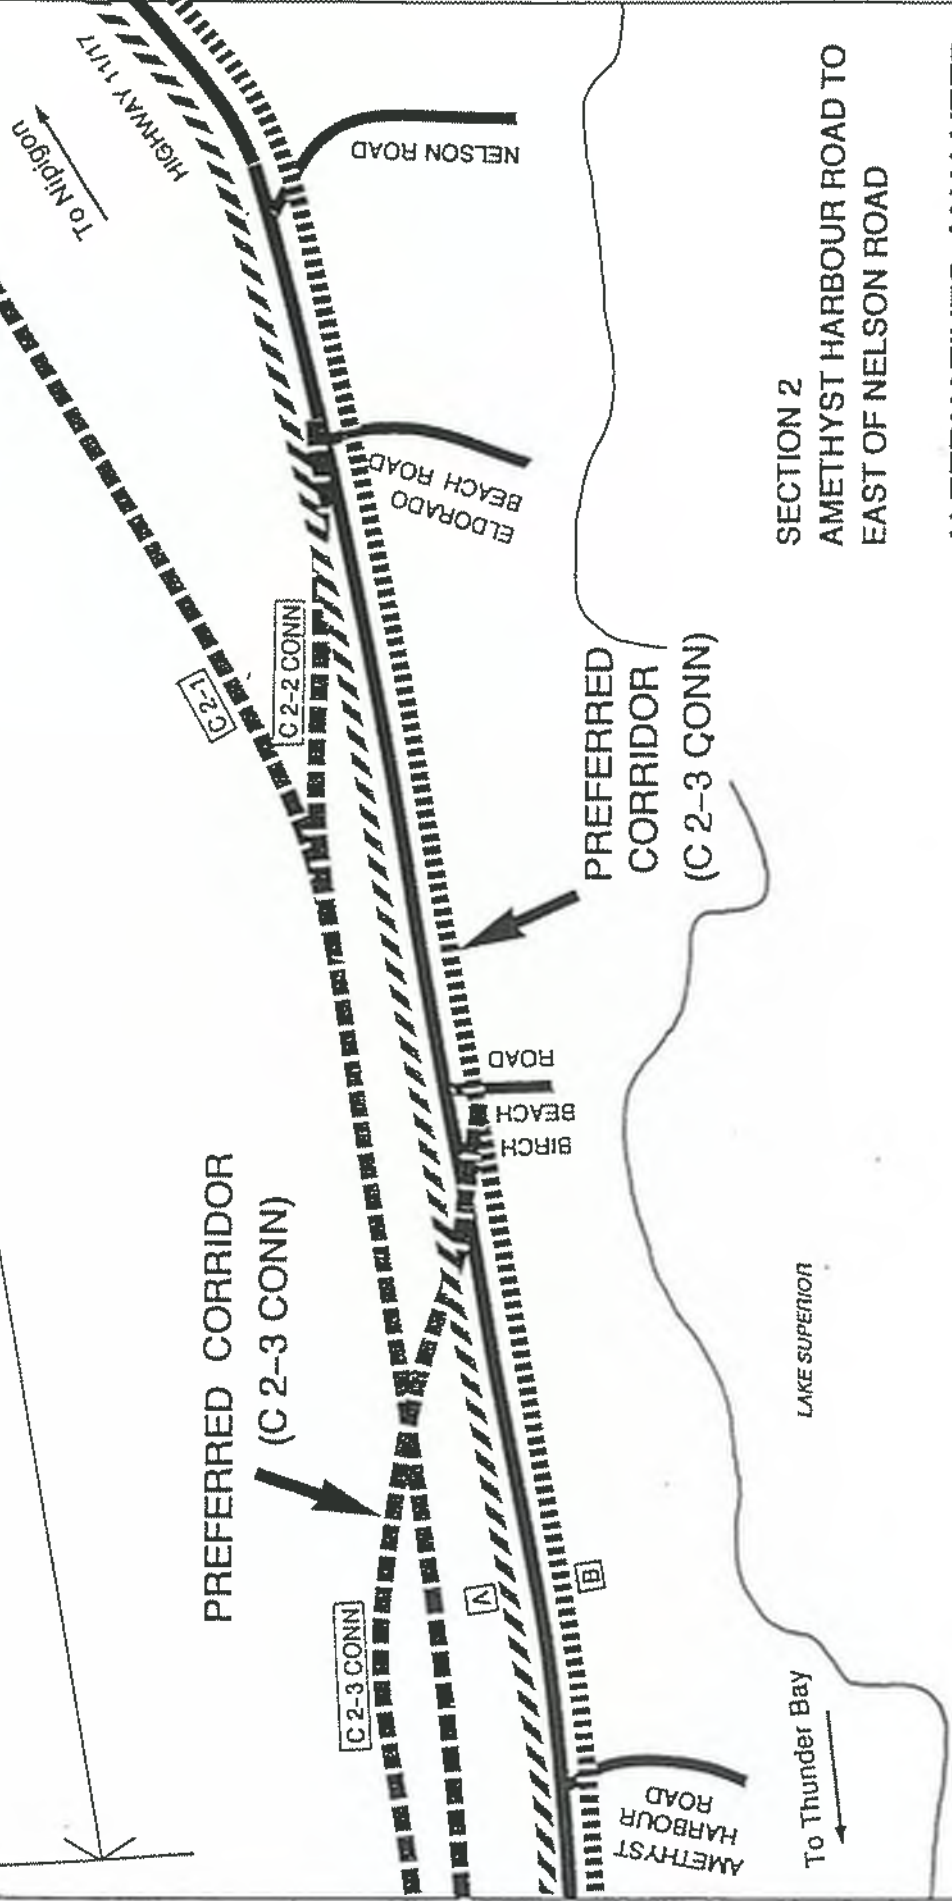 To Nipigon
HIGHWAY 11/17
NELSON ROAD
ELDORADO
BEACH ROAD
C 2-1
C 2-2 CONN
PREFERRED
CORRIDOR
(C 2-3 CONN)
BIRCH
BEACH
ROAD
PREFERRED CORRIDOR
(C 2-3 CONN)
C 2-3 CONN
A
B
AMETHYST
HARBOUR
ROAD
To Thunder Bay
LAKE SUPERIOR
SECTION 2
AMETHYST HARBOUR ROAD TO
EAST OF NELSON ROAD